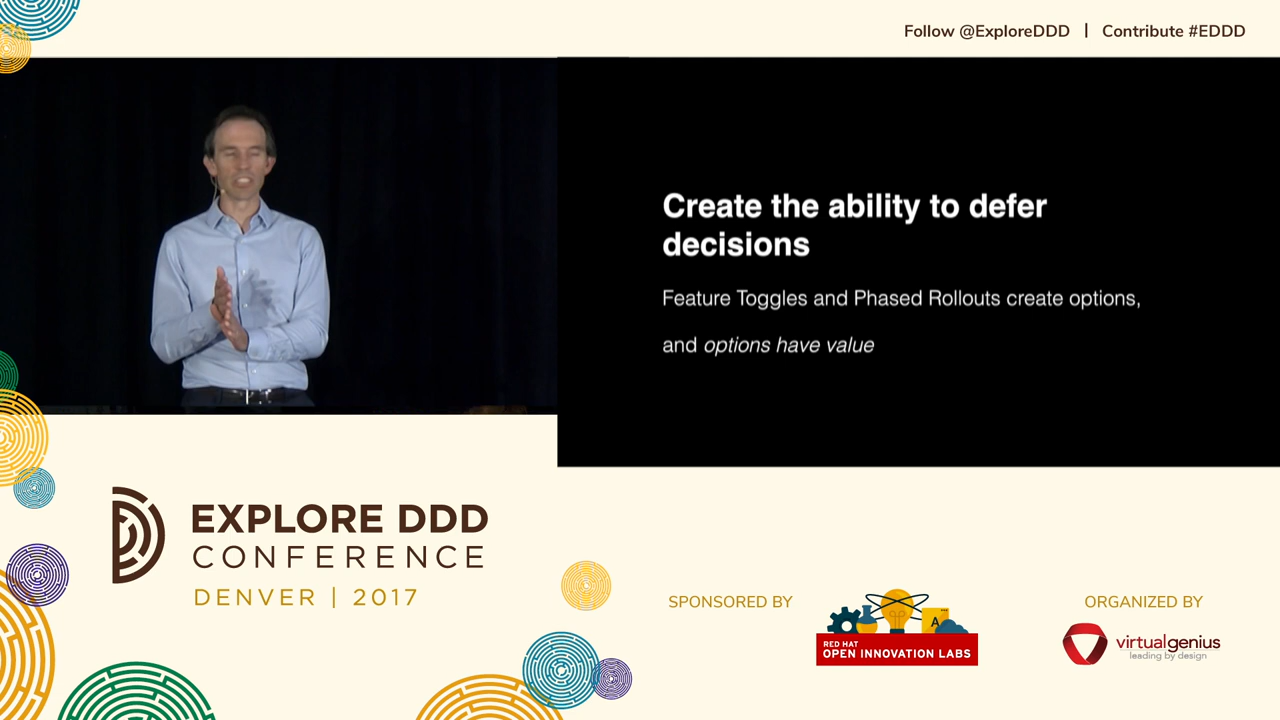 Follow @ExploreDDD | Contribute #EDDD
Create the ability to defer
decisions
Feature Toggles and Phased Rollouts create options,
and options have value
EXPLORE DDD
CONFERENCE
DENVER | 2017
SPONSORED BY
A
RED HAT
OPEN INNOVATION LABS
ORGANIZED BY
virtualgenius
leading by design